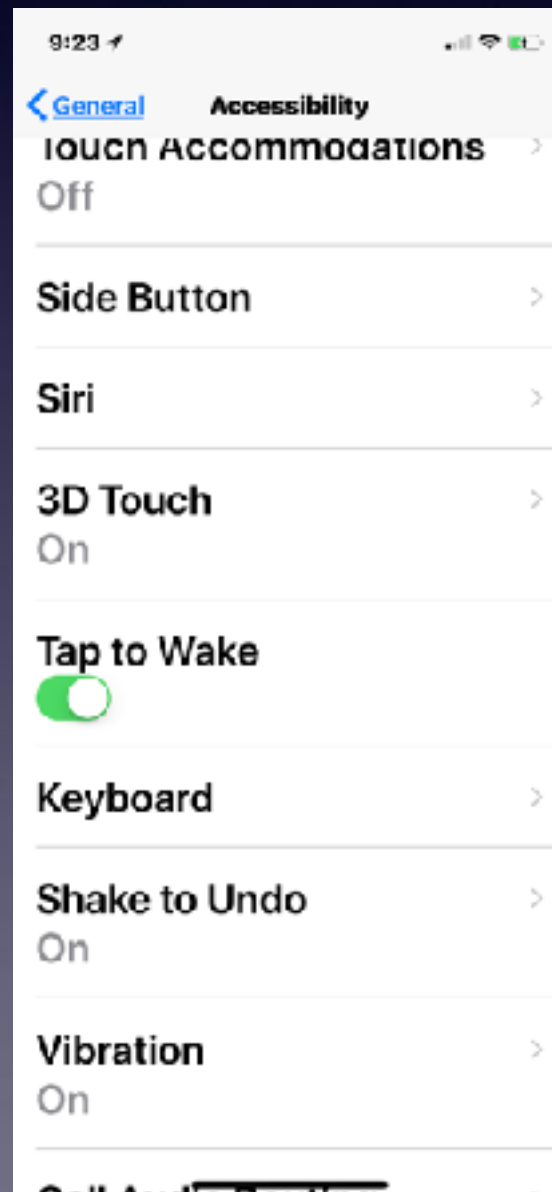 9:23
General Accessibility
Touch Accommodations
Off
Side Button
Siri
3D Touch
On
Tap to Wake
Keyboard
Shake to Undo
On
Vibration
On